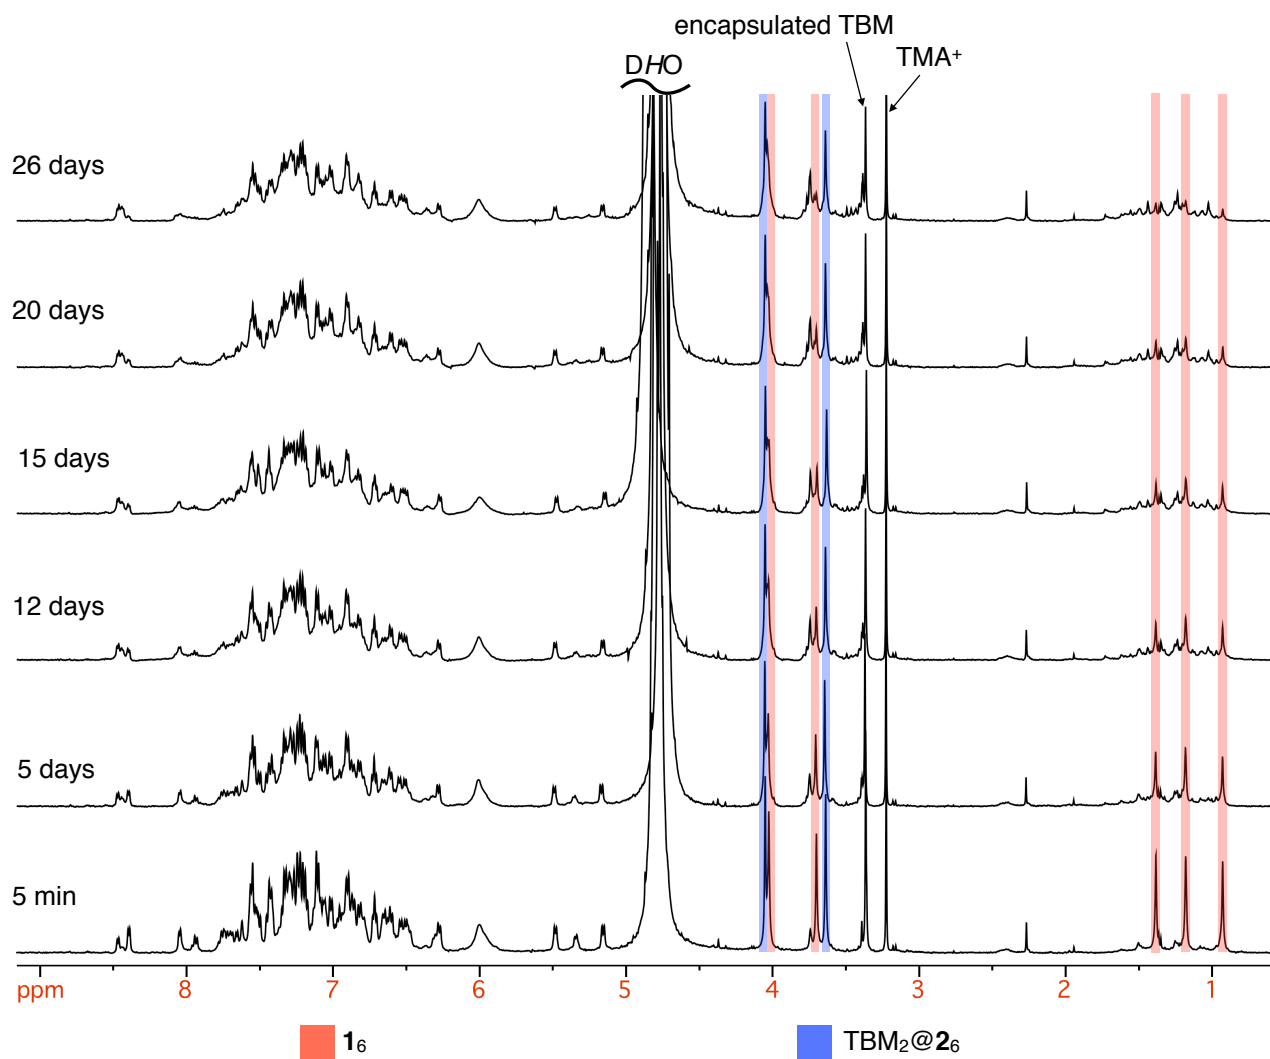 encapsulated TBM
TMA⁺
DHO
26 days
20 days
15 days
12 days
5 days
5 min
ppm 8 7 6 5 4 3 2 1
1₆ TBM₂@2₆